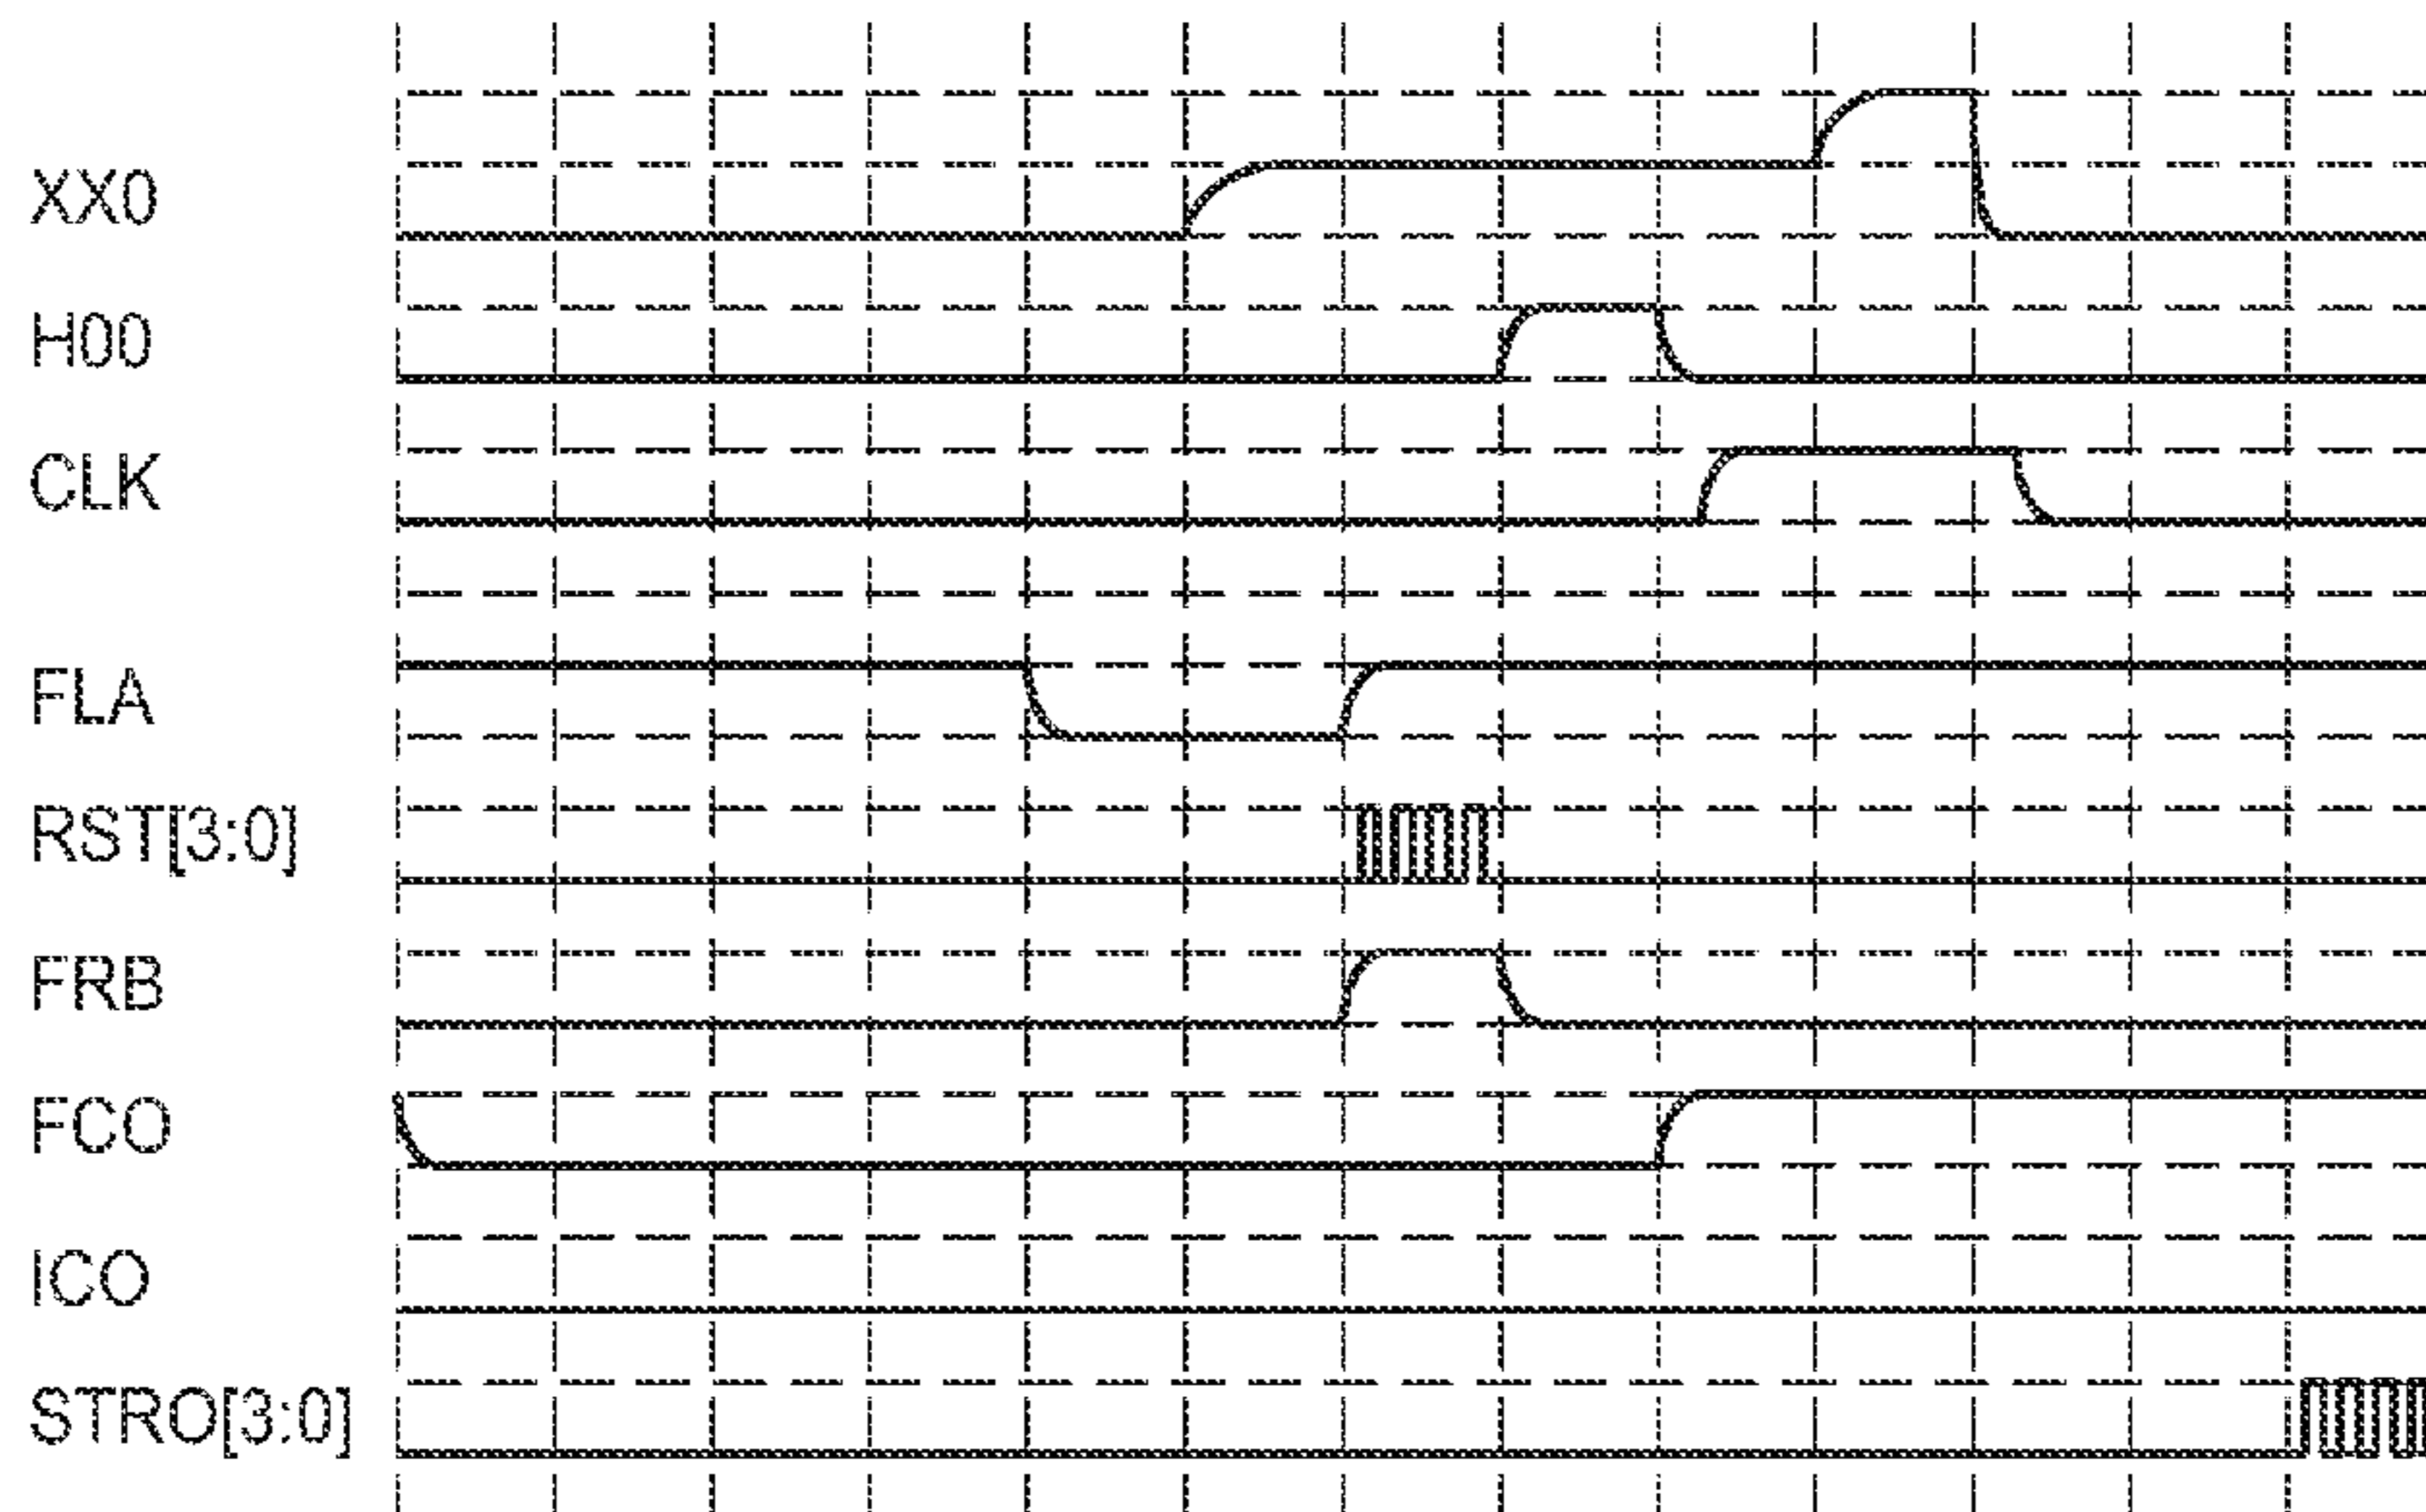 XX0
H00
CLK
FLA
RST[3:0]
FRB
FCO
ICO
STRO[3:0]